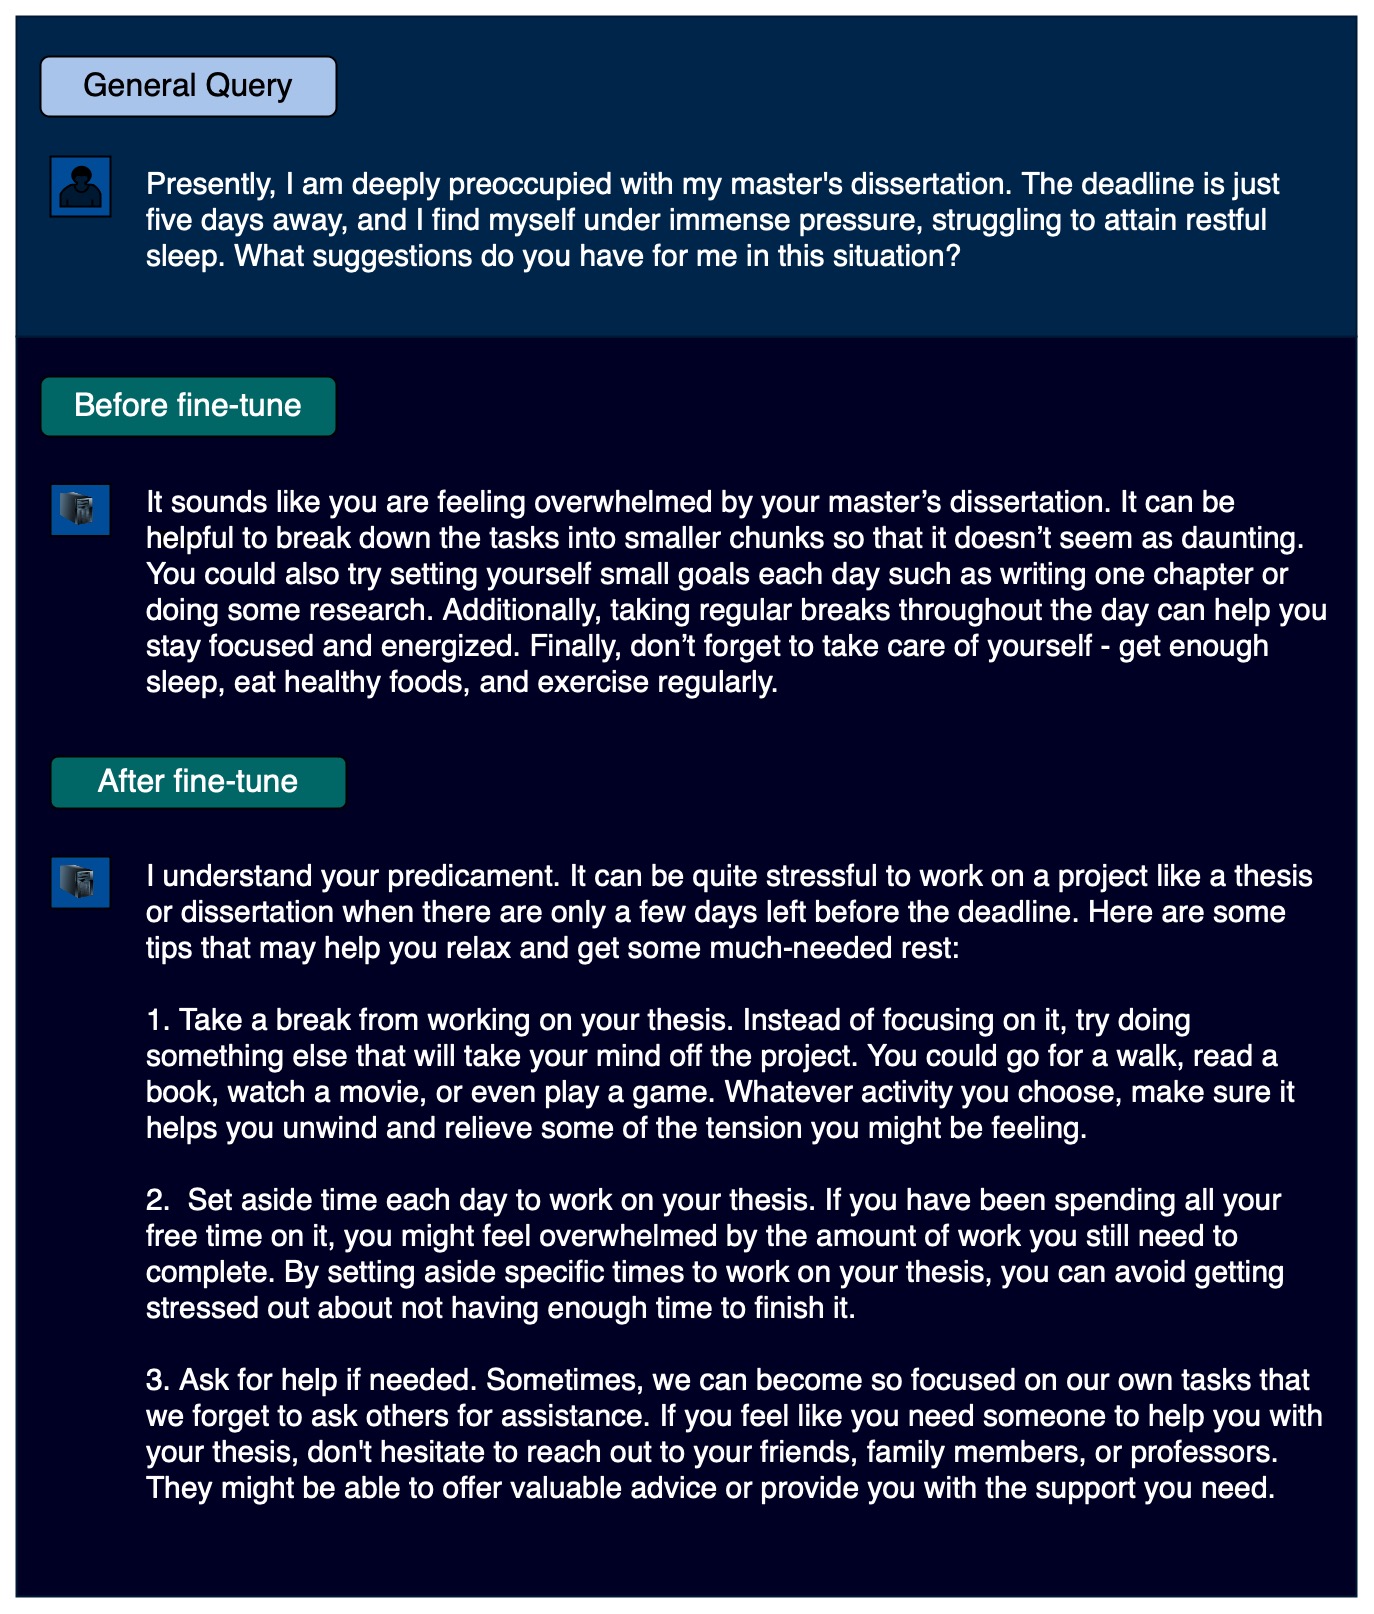 General Query
Presently, I am deeply preoccupied with my master's dissertation. The deadline is just
five days away, and I find myself under immense pressure, struggling to attain restful
sleep. What suggestions do you have for me in this situation?
Before fine-tune
It sounds like you are feeling overwhelmed by your master’s dissertation. It can be
helpful to break down the tasks into smaller chunks so that it doesn’t seem as daunting.
You could also try setting yourself small goals each day such as writing one chapter or
doing some research. Additionally, taking regular breaks throughout the day can help you
stay focused and energized. Finally, don’t forget to take care of yourself - get enough
sleep, eat healthy foods, and exercise regularly.
After fine-tune
I understand your predicament. It can be quite stressful to work on a project like a thesis
or dissertation when there are only a few days left before the deadline. Here are some
tips that may help you relax and get some much-needed rest:
1. Take a break from working on your thesis. Instead of focusing on it, try doing
something else that will take your mind off the project. You could go for a walk, read a
book, watch a movie, or even play a game. Whatever activity you choose, make sure it
helps you unwind and relieve some of the tension you might be feeling.
2.  Set aside time each day to work on your thesis. If you have been spending all your
free time on it, you might feel overwhelmed by the amount of work you still need to
complete. By setting aside specific times to work on your thesis, you can avoid getting
stressed out about not having enough time to finish it.
3. Ask for help if needed. Sometimes, we can become so focused on our own tasks that
we forget to ask others for assistance. If you feel like you need someone to help you with
your thesis, don't hesitate to reach out to your friends, family members, or professors.
They might be able to offer valuable advice or provide you with the support you need.